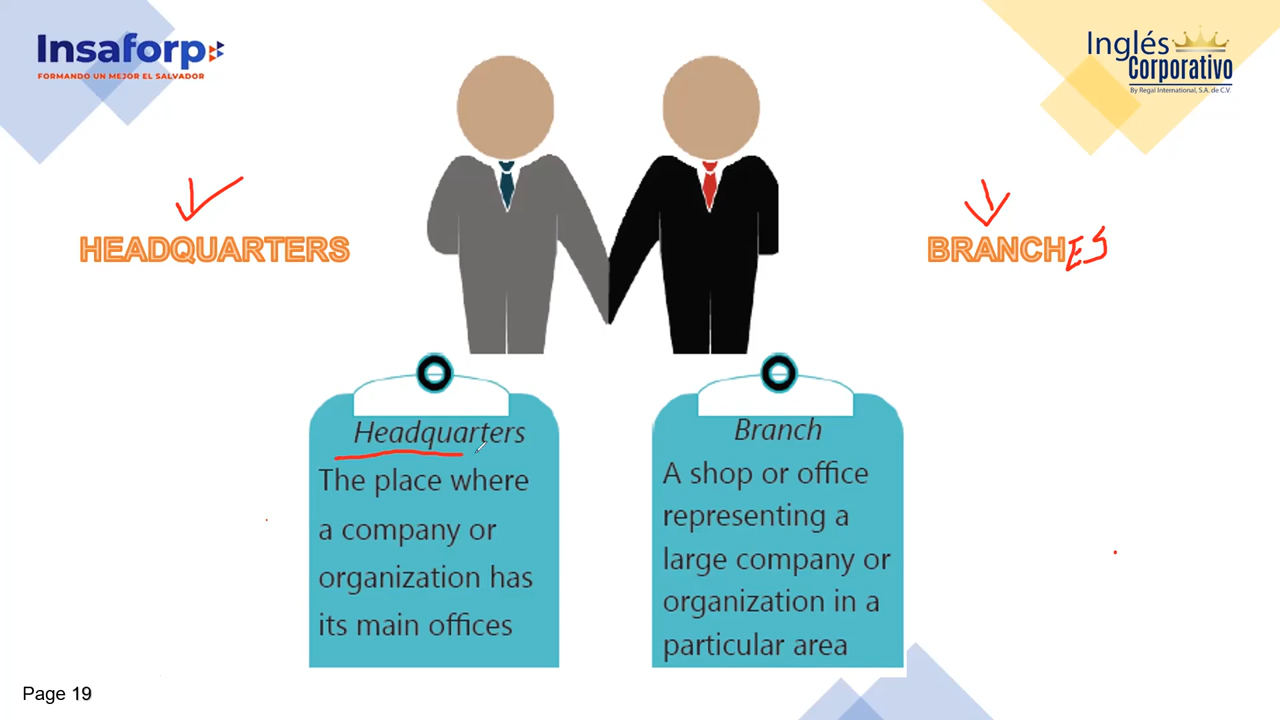 Insaforp
FORMANDO UN MEJOR EL SALVADOR
Inglés
Corporativo
By Regal International, S.A. de C.V.
HEADQUARTERS
BRANCHES
Headquarters
The place where
a company or
organization has
its main offices
Branch
A shop or office
representing a
large company or
organization in a
particular area
Page 19